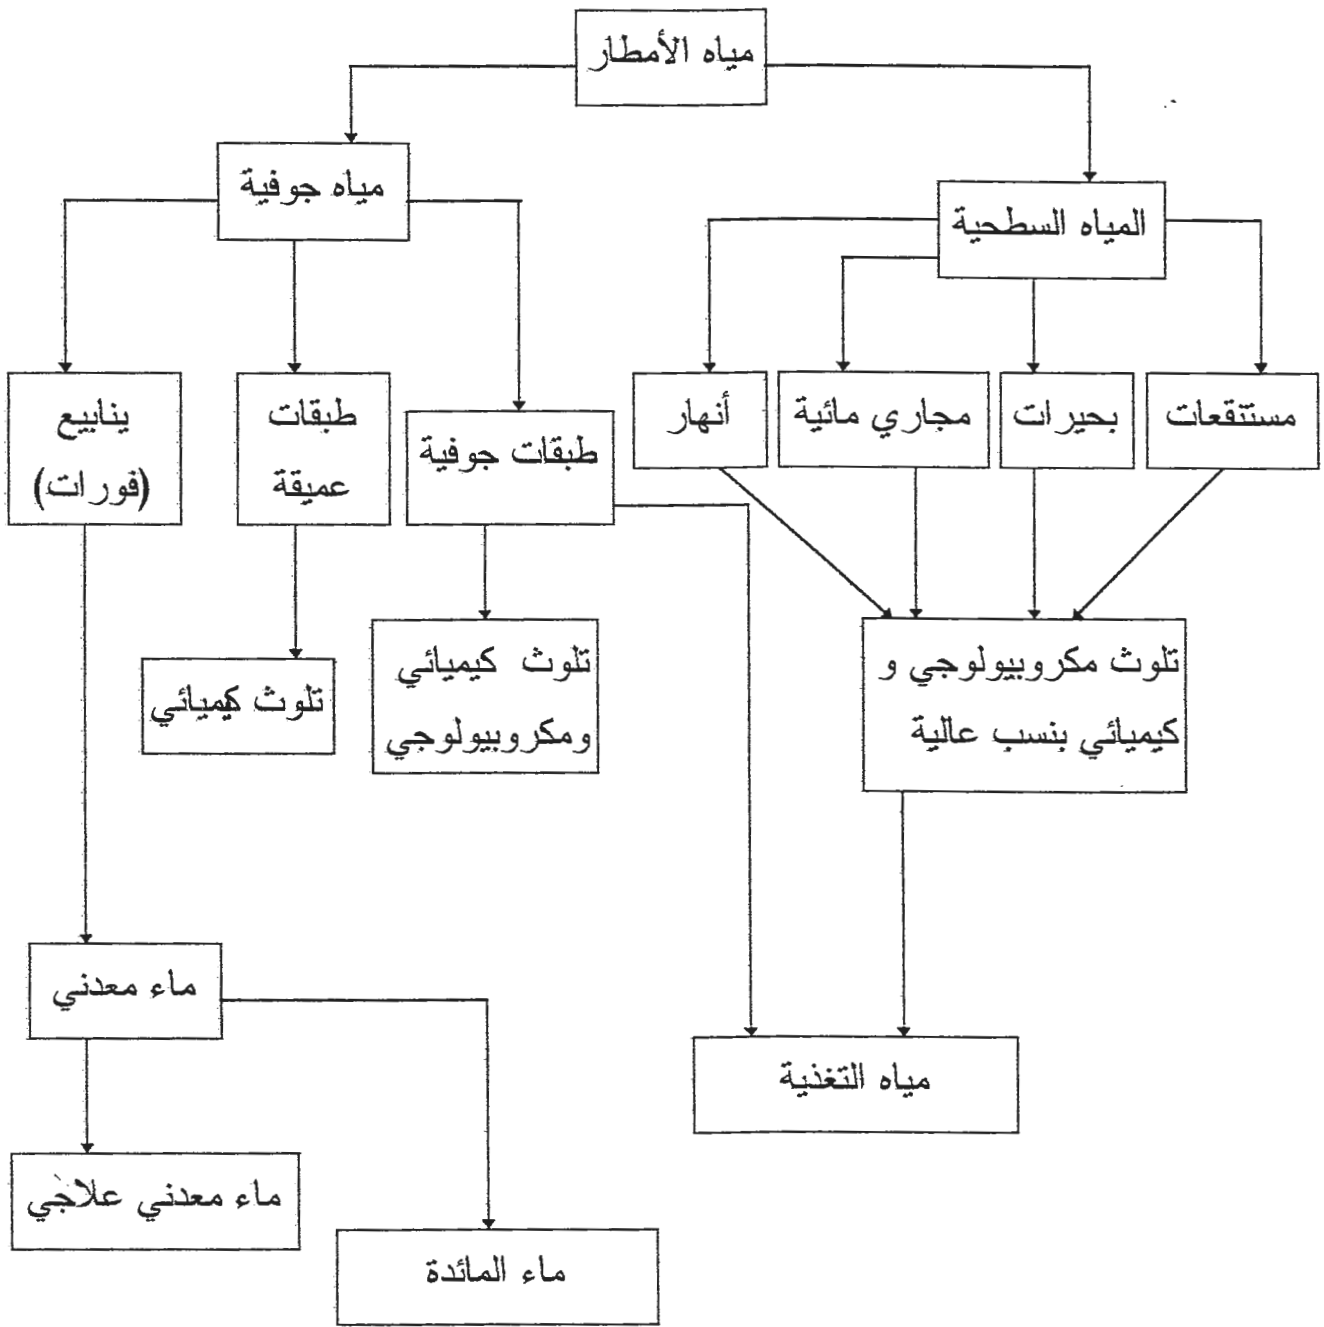 مياه الأمطار
مياه جوفية
المياه السطحية
ينابيع
(فورات)
طبقات
عميقة
طبقات جوفية
أنهار
مجاري مائية
بحيرات
مستنقعات
تلوث كيميائي
تلوث كيميائي
ومكروبيولوجي
تلوث مكروبيولوجي و
كيميائي بنسب عالية
ماء معدني
مياه التغذية
ماء معدني علاجي
ماء المائدة